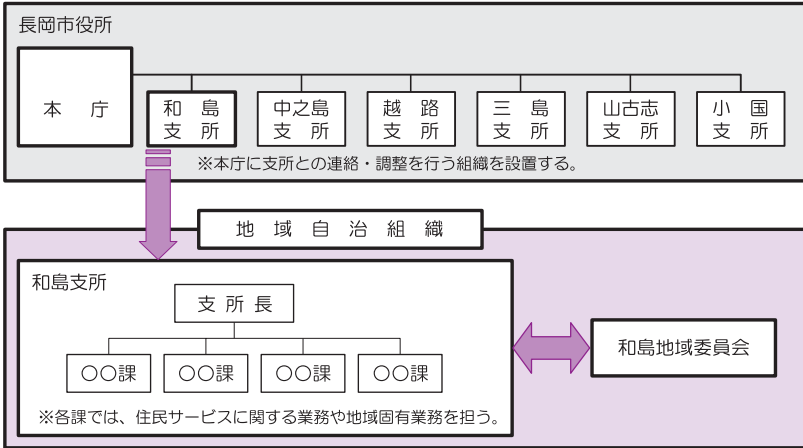 長岡市役所
本庁
和島
支所
中之島
支所
越路
支所
三島
支所
山古志
支所
小国
支所
※本庁に支所との連絡・調整を行う組織を設置する。
地域自治組織
和島支所
支所長
○○課
○○課
○○課
○○課
※各課では、住民サービスに関する業務や地域固有業務を担う。
和島地域委員会